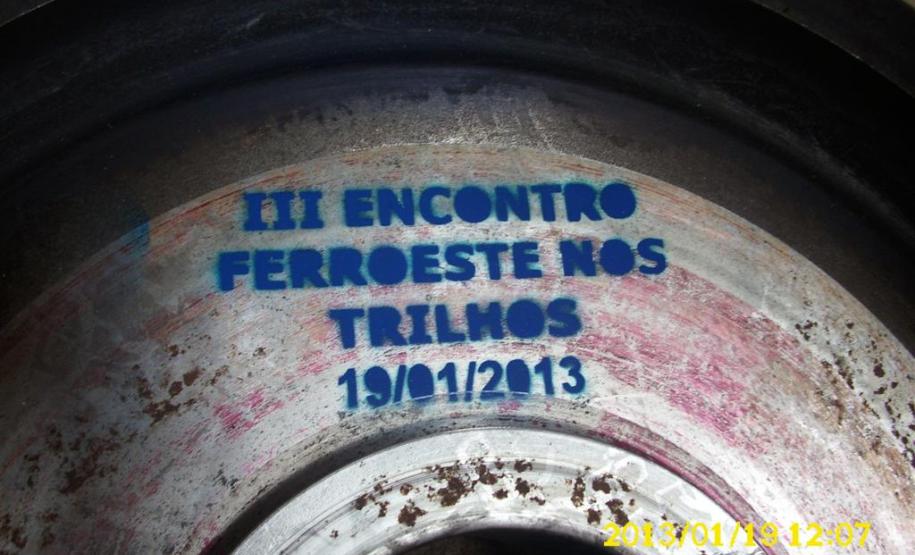 III ENCONTRO
FERROESTE NOS
TRILHOS
19/01/2013
2013/01/19 12:07